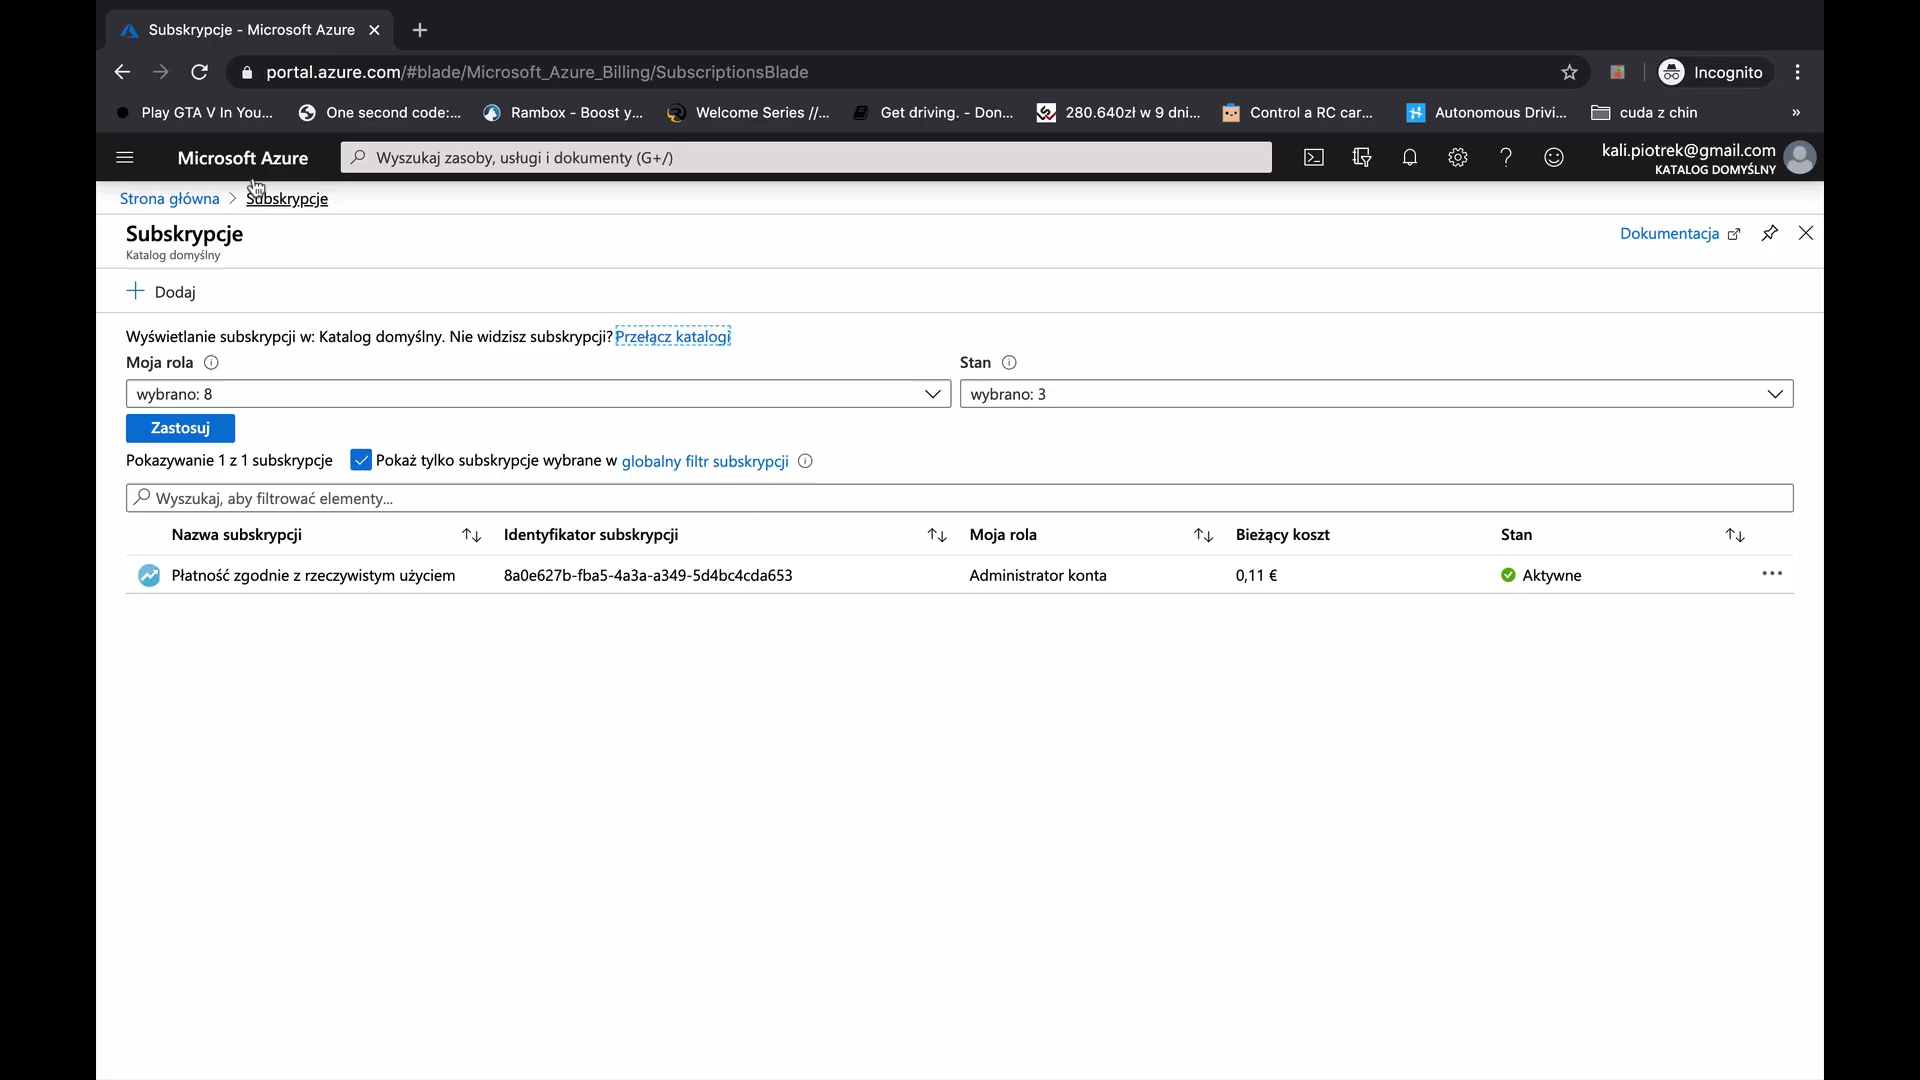 Subskrypcje - Microsoft Azure
portal.azure.com/#blade/Microsoft_Azure_Billing/SubscriptionsBlade
Incognito
Play GTA V In You... One second code:... Rambox - Boost y... Welcome Series //... Get driving. - Don... 280.640zł w 9 dni... Control a RC car... Autonomous Drivi... cuda z chin »
Microsoft Azure
Wyszukaj zasoby, usługi i dokumenty (G+/)
kali.piotrek@gmail.com
KATALOG DOMYŚLNY
Strona główna > Subskrypcje
Subskrypcje
Katalog domyślny
Dokumentacja
Dodaj
Wyświetlanie subskrypcji w: Katalog domyślny. Nie widzisz subskrypcji? Przełącz katalogi
Moja rola Stan
wybrano: 8 wybrano: 3
Zastosuj
Pokazywanie 1 z 1 subskrypcje Pokaż tylko subskrypcje wybrane w globalny filtr subskrypcji
Wyszukaj, aby filtrować elementy...
Nazwa subskrypcji Identyfikator subskrypcji Moja rola Bieżący koszt Stan
Płatność zgodnie z rzeczywistym użyciem 8a0e627b-fba5-4a3a-a349-5d4bc4cda653 Administrator konta 0,11 € Aktywne